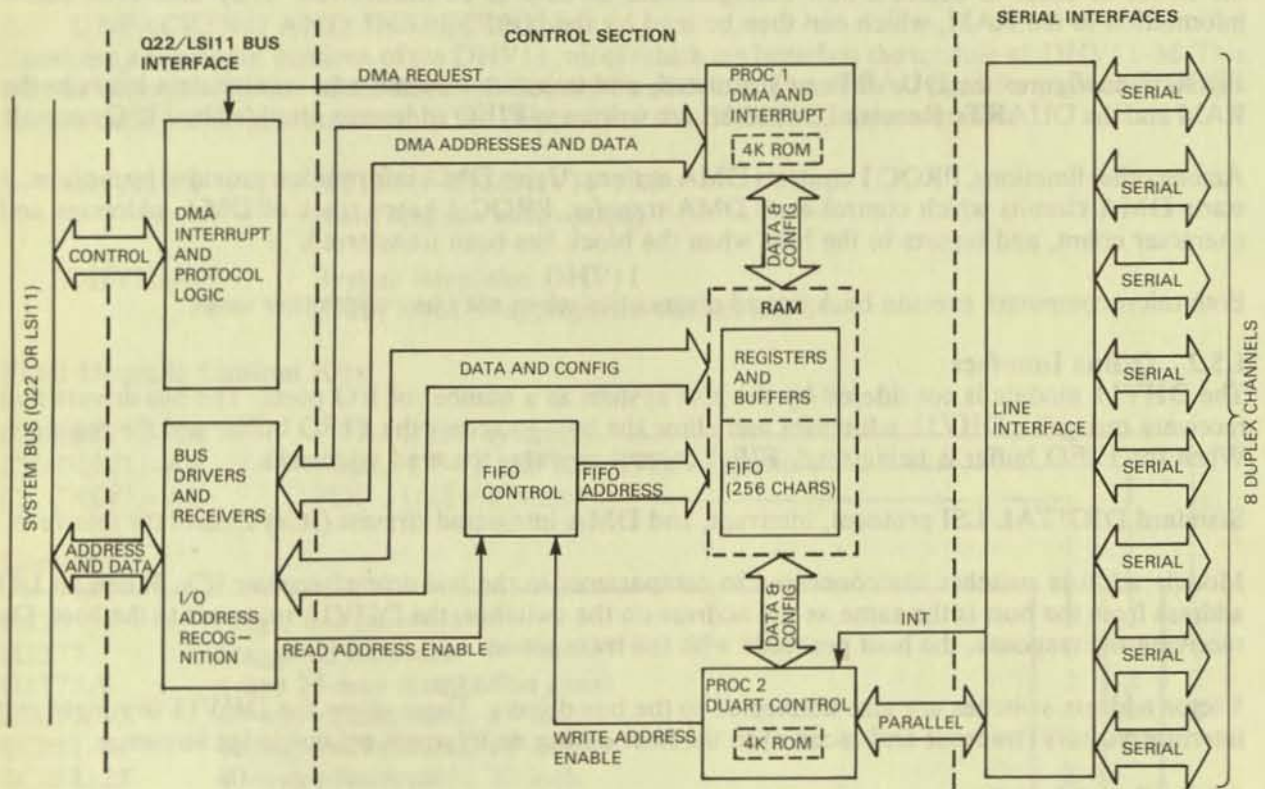 SERIAL INTERFACES
Q22/LSI11 BUS
INTERFACE
CONTROL SECTION
DMA REQUEST
PROC 1
DMA AND
INTERRUPT
4K ROM
DMA ADDRESSES AND DATA
SERIAL
SERIAL
SERIAL
SERIAL
SERIAL
SERIAL
SERIAL
SERIAL
8 DUPLEX CHANNELS
SYSTEM BUS (Q22 OR LSI11)
CONTROL
DMA
INTERRUPT
AND
PROTOCOL
LOGIC
DATA &
CONFIG
RAM
REGISTERS
AND
BUFFERS
DATA AND CONFIG
LINE
INTERFACE
BUS
DRIVERS
AND
RECEIVERS
FIFO
CONTROL
FIFO
ADDRESS
FIFO
(256 CHARS)
ADDRESS
AND DATA
I/O
ADDRESS
RECOG-
NITION
READ ADDRESS ENABLE
DATA &
CONFIG
INT
PROC 2
DUART CONTROL
4K ROM
PARALLEL
WRITE ADDRESS
ENABLE